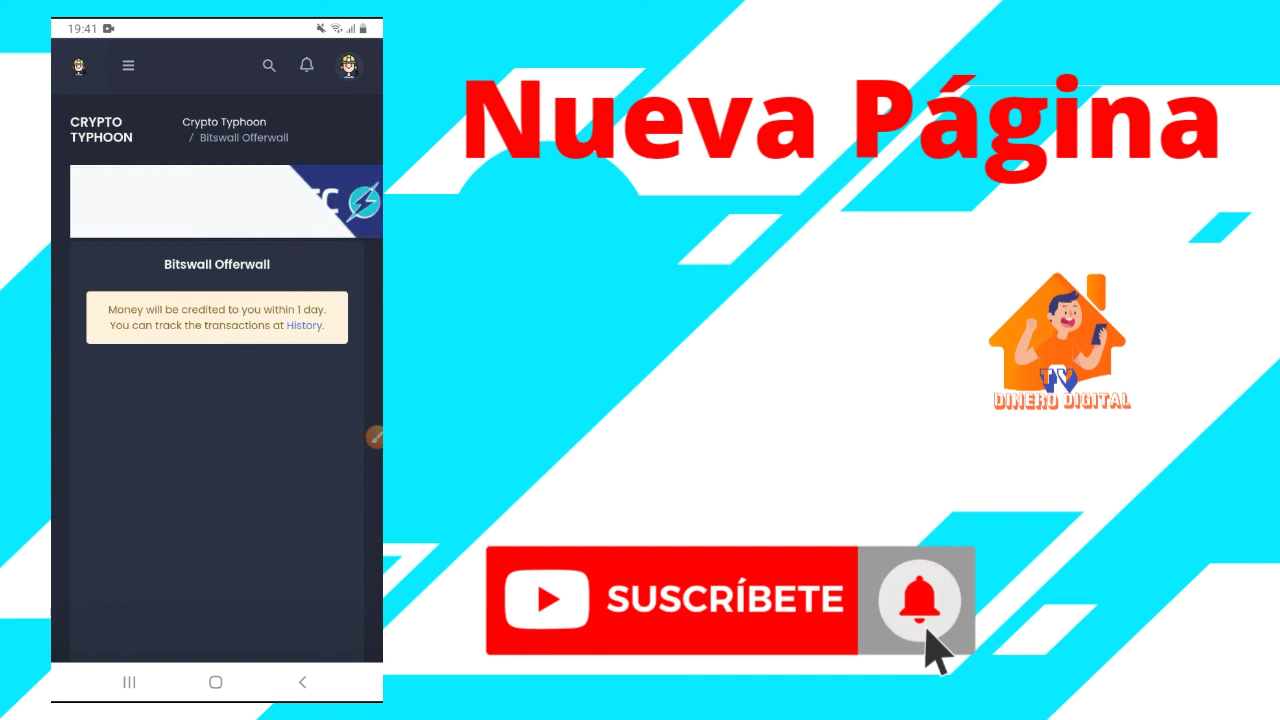 19:41
CRYPTO
TYPHOON
Crypto Typhoon
/ Bitswall Offerwall
Bitswall Offerwall
Money will be credited to you within 1 day.
You can track the transactions at History.
Nueva Página
TV
DINERO DIGITAL
SUSCRÍBETE